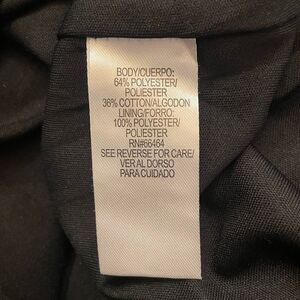 BODY/CUERPO:
64% POLYESTER/
POLIESTER
36% COTTON/ALGODON
LINING/FORRO:
100% POLYESTER/
POLIESTER
RN#66464
SEE REVERSE FOR CARE/
VER AL DORSO
PARA CUIDADO